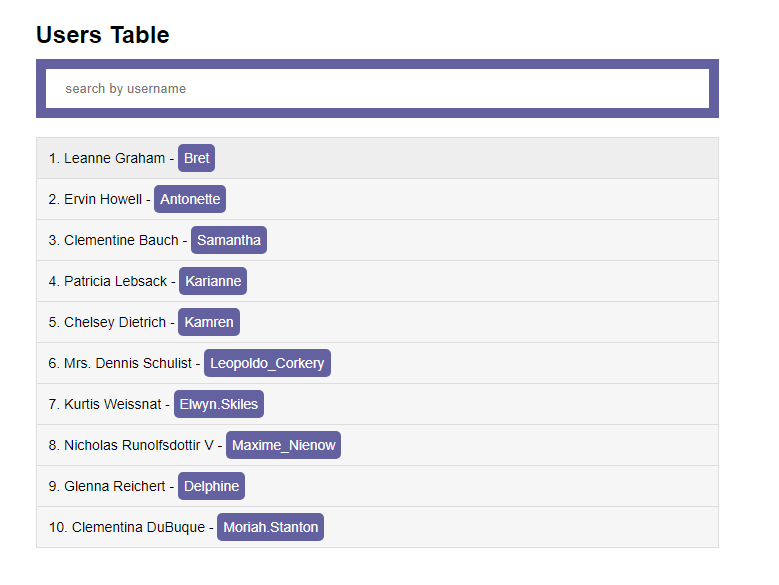 Users Table
search by username
1. Leanne Graham - Bret
2. Ervin Howell - Antonette
3. Clementine Bauch - Samantha
4. Patricia Lebsack - Karianne
5. Chelsey Dietrich - Kamren
6. Mrs. Dennis Schulist - Leopoldo_Corkery
7. Kurtis Weissnat - Elwyn.Skiles
8. Nicholas Runolfsdottir V - Maxime_Nienow
9. Glenna Reichert - Delphine
10. Clementina DuBuque - Moriah.Stanton